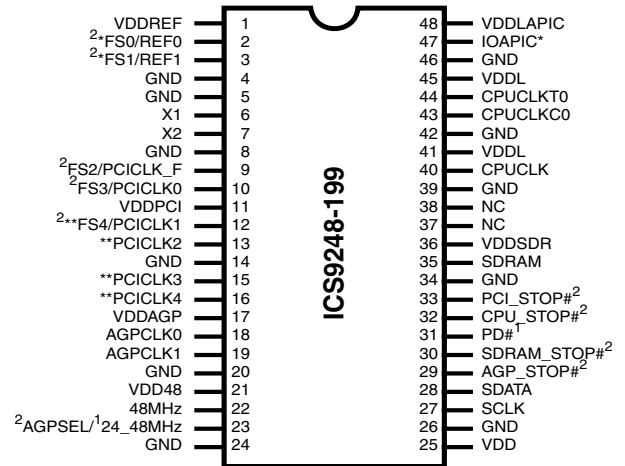 VDDREF 1 48 VDDLAPIC
2*FS0/REF0 2 47 IOAPIC*
2*FS1/REF1 3 46 GND
GND 4 45 VDDL
GND 5 44 CPUCLKT0
X1 6 43 CPUCLKC0
X2 7 42 GND
GND 8 41 VDDL
2FS2/PCICLK_F 9 40 CPUCLK
2FS3/PCICLK0 10 39 GND
VDDPCI 11 38 NC
2**FS4/PCICLK1 12 37 NC
**PCICLK2 13 36 VDDSDR
GND 14 35 SDRAM
**PCICLK3 15 34 GND
**PCICLK4 16 33 PCI_STOP#2
VDDAGP 17 32 CPU_STOP#2
AGPCLK0 18 31 PD#1
AGPCLK1 19 30 SDRAM_STOP#2
GND 20 29 AGP_STOP#2
VDD48 21 28 SDATA
48MHz 22 27 SCLK
2AGPSEL/124_48MHz 23 26 GND
GND 24 25 VDD
ICS9248-199